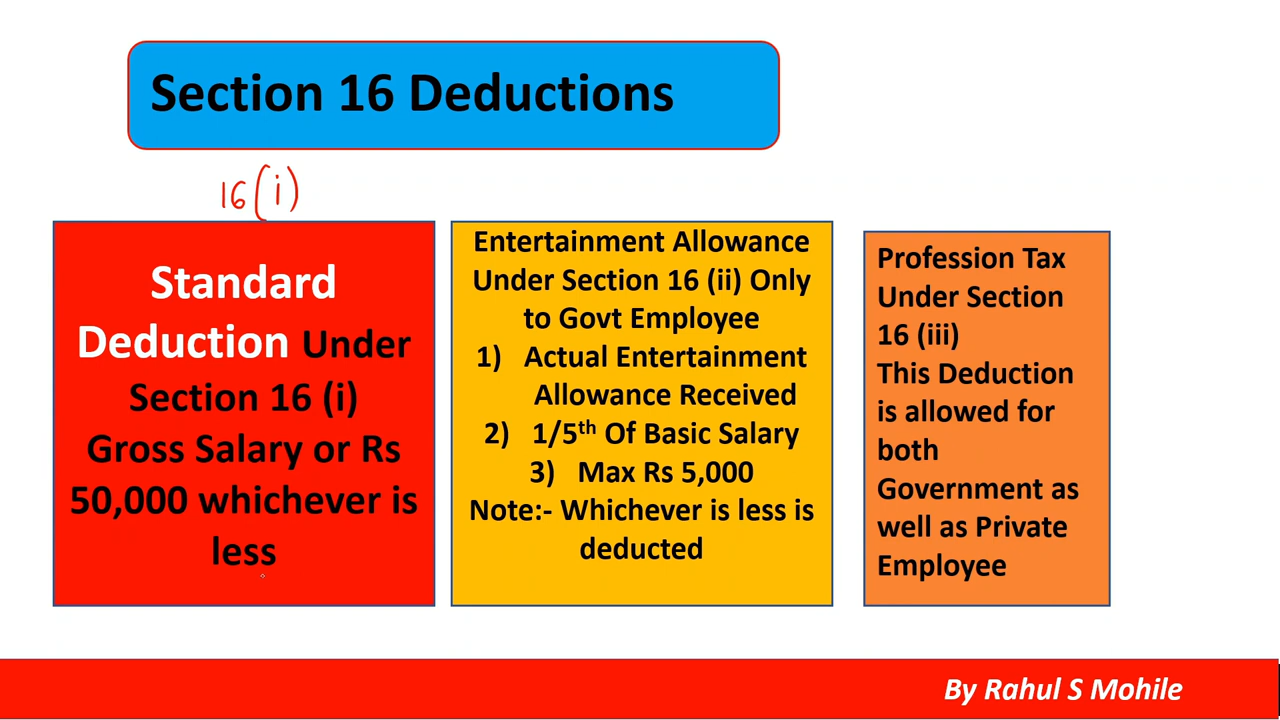 Section 16 Deductions
16(i)
Standard
Deduction Under
Section 16 (i)
Gross Salary or Rs
50,000 whichever is
less
Entertainment Allowance
Under Section 16 (ii) Only
to Govt Employee
1) Actual Entertainment
Allowance Received
2) 1/5th Of Basic Salary
3) Max Rs 5,000
Note:- Whichever is less is
deducted
Profession Tax
Under Section
16 (iii)
This Deduction
is allowed for
both
Government as
well as Private
Employee
By Rahul S Mohile